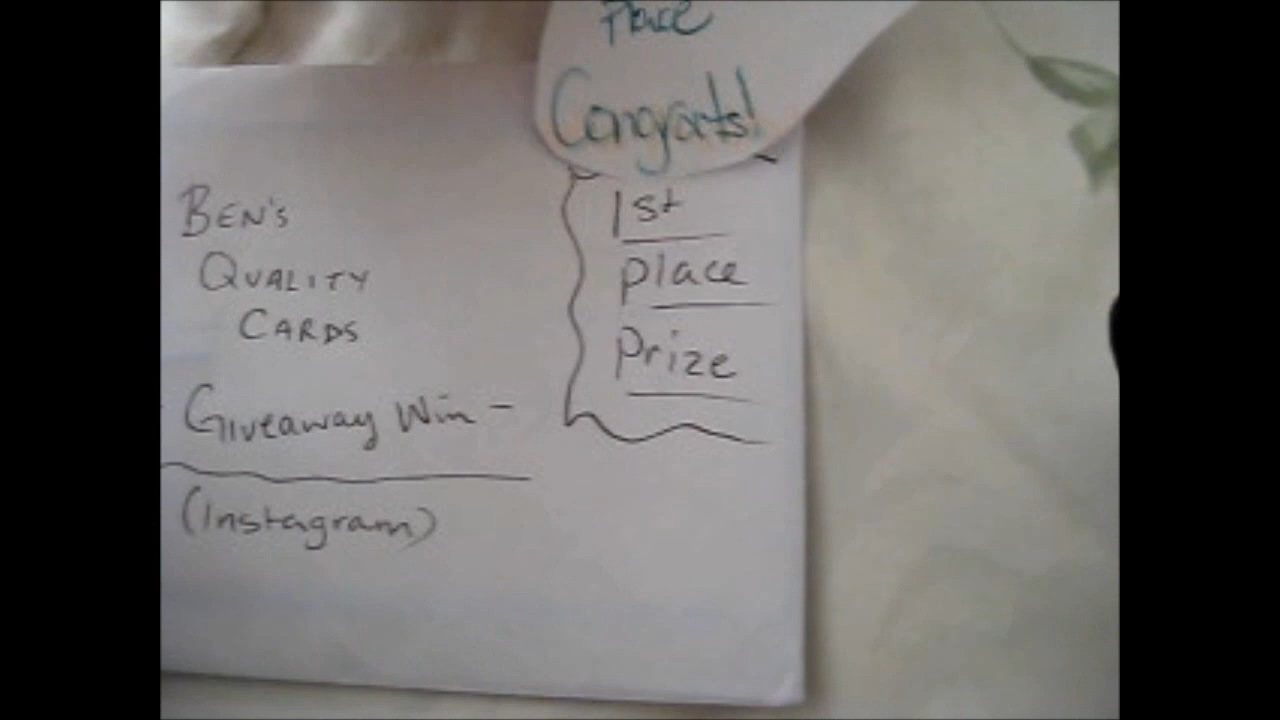 Place
Congrats!
BEN'S
QUALITY
CARDS
Giveaway Win -
(Instagram)
1st
place
Prize